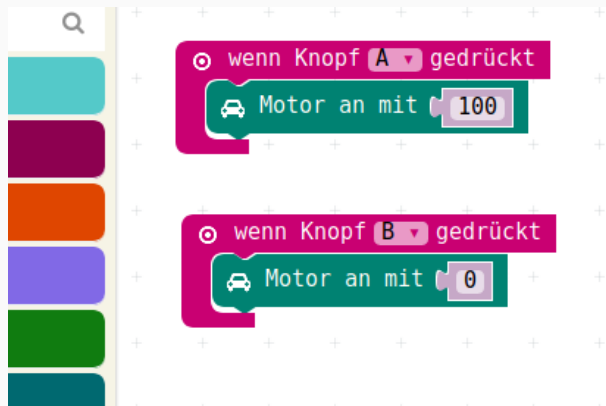 wenn Knopf A gedrückt
Motor an mit 100
wenn Knopf B gedrückt
Motor an mit 0